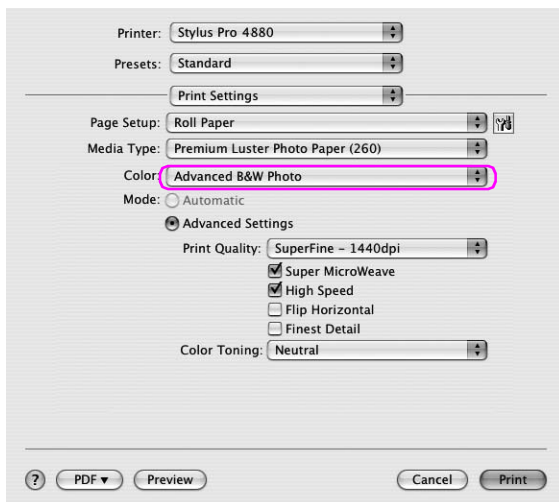 Printer: Stylus Pro 4880
Presets: Standard
Print Settings
Page Setup: Roll Paper
Media Type: Premium Luster Photo Paper (260)
Color: Advanced B&W Photo
Mode: Automatic
Advanced Settings
Print Quality: SuperFine - 1440dpi
Super MicroWeave
High Speed
Flip Horizontal
Finest Detail
Color Toning: Neutral
? PDF ▼ Preview Cancel Print